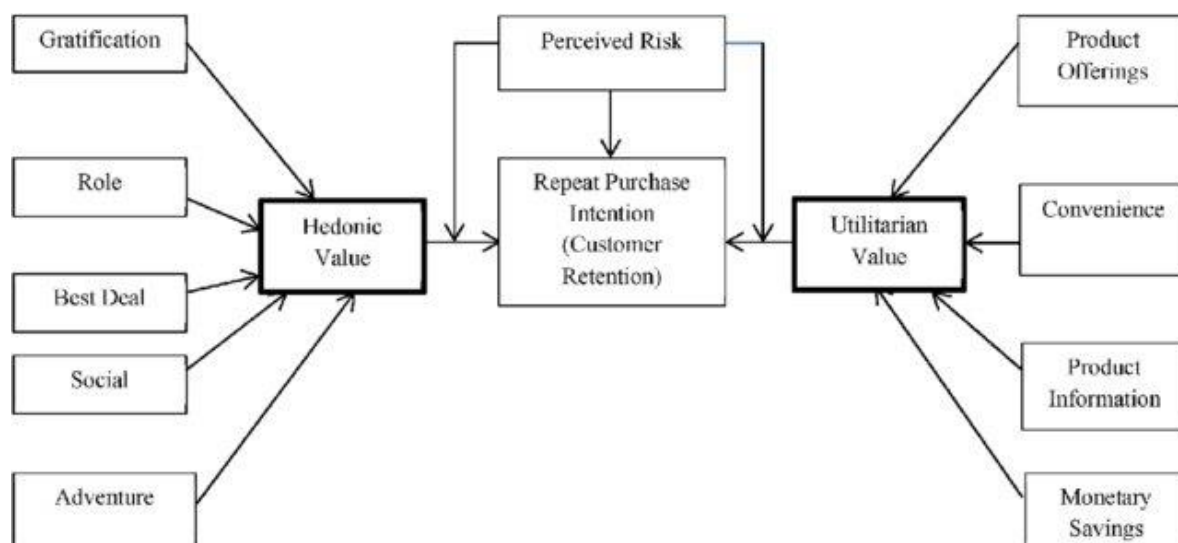 Gratification
Role
Best Deal
Social
Adventure
Hedonic
Value
Perceived Risk
Repeat Purchase
Intention
(Customer
Retention)
Utilitarian
Value
Product
Offerings
Convenience
Product
Information
Monetary
Savings